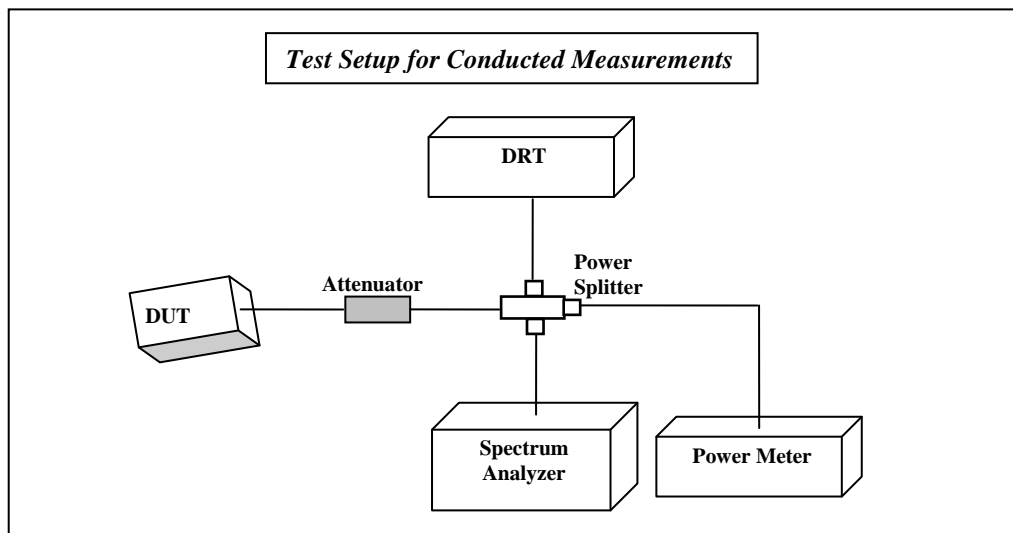 Test Setup for Conducted Measurements
DRT
Power
Splitter
Attenuator
DUT
Spectrum
Analyzer
Power Meter